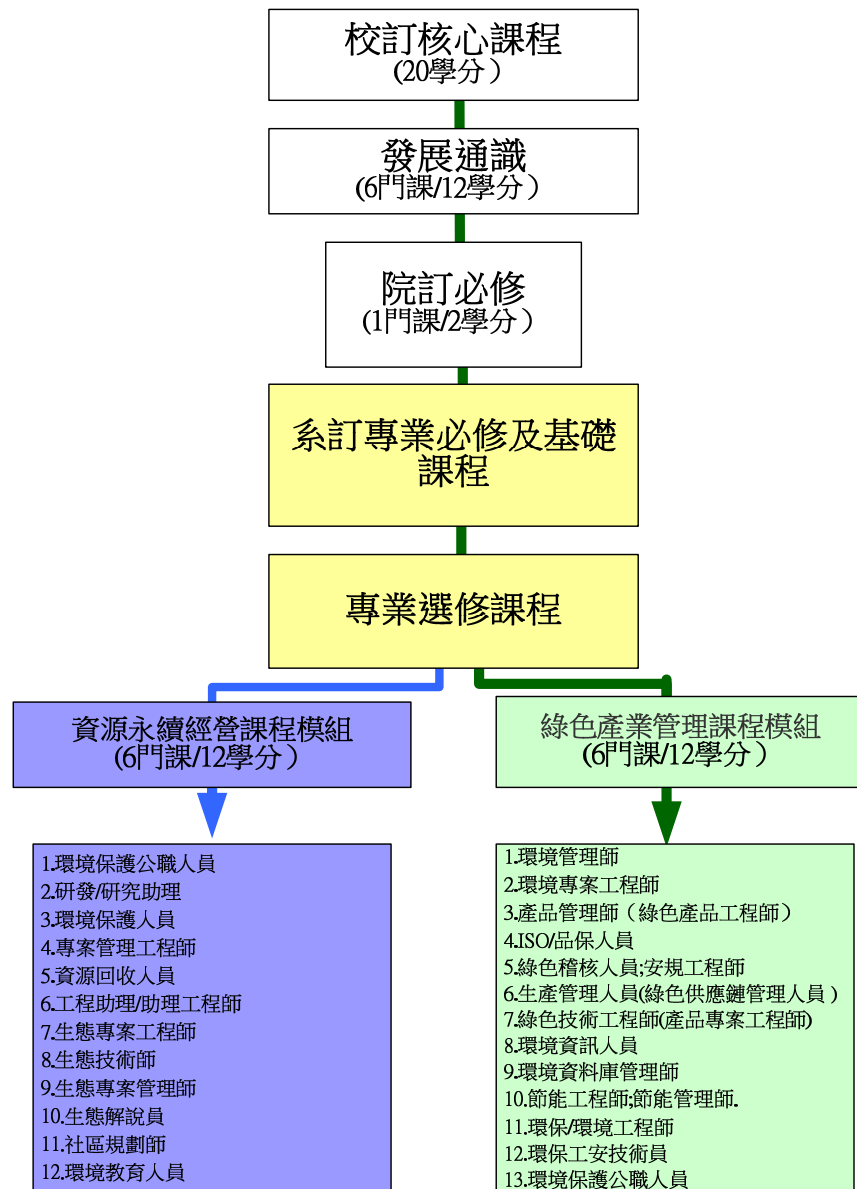 校訂核心課程
(20學分）
發展通識
(6門課/12學分）
院訂必修
(1門課/2學分）
系訂專業必修及基礎
課程
專業選修課程
資源永續經營課程模組
(6門課/12學分）
綠色產業管理課程模組
(6門課/12學分）
1.環境保護公職人員
2.研發/研究助理
3.環境保護人員
4.專案管理工程師
5.資源回收人員
6.工程助理/助理工程師
7.生態專案工程師
8.生態技術師
9.生態專案管理師
10.生態解說員
11.社區規劃師
12.環境教育人員
1.環境管理師
2.環境專案工程師
3.產品管理師（綠色產品工程師）
4.ISO/品保人員
5.綠色稽核人員;安規工程師
6.生產管理人員(綠色供應鏈管理人員）
7.綠色技術工程師(產品專案工程師)
8.環境資訊人員
9.環境資料庫管理師
10.節能工程師;節能管理師.
11.環保/環境工程師
12.環保工安技術員
13.環境保護公職人員